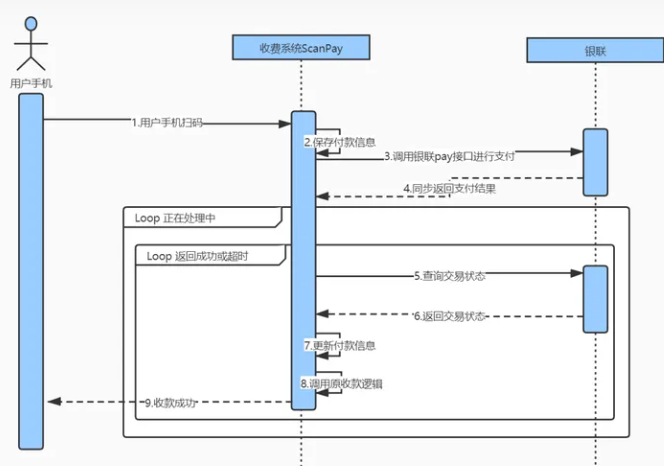 用户手机
收费系统ScanPay
银联
1.用户手机扫码
2.保存付款信息
3.调用银联pay接口进行支付
4.同步返回支付结果
Loop 正在处理中
Loop 返回成功或超时
5.查询交易状态
6.返回交易状态
7.更新付款信息
8.调用原收款逻辑
9.收款成功